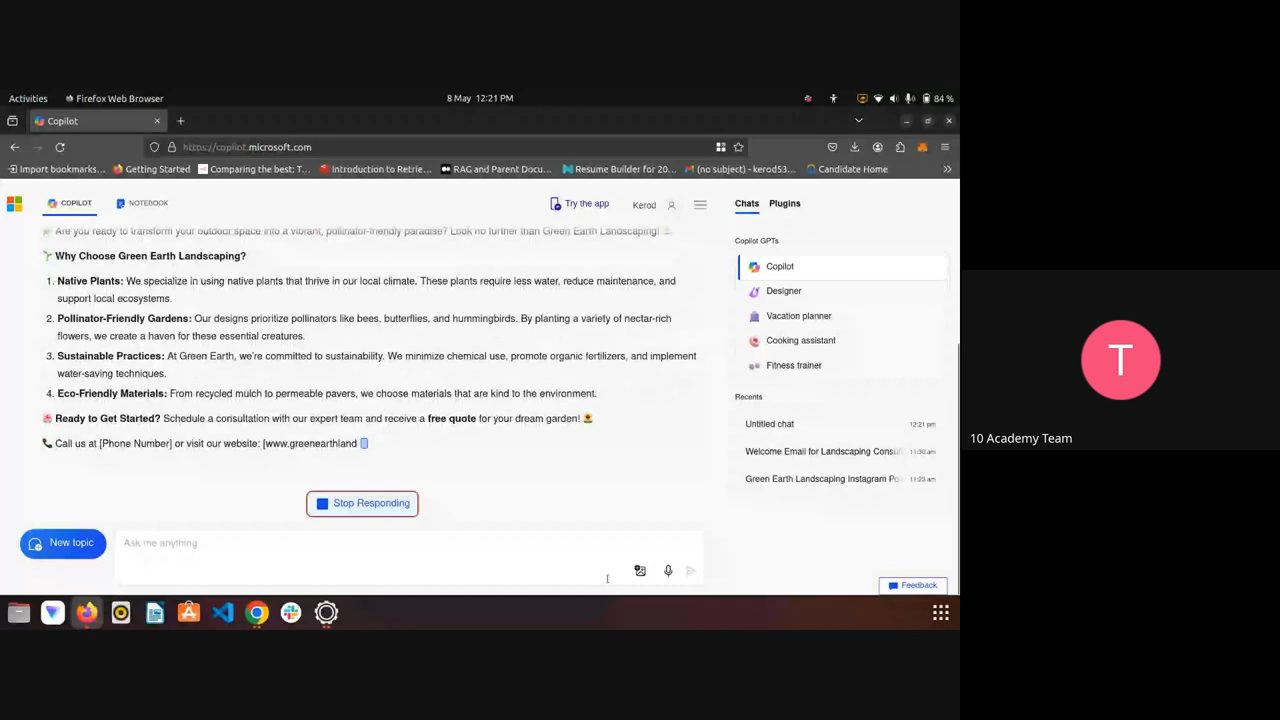 Activities Firefox Web Browser 8 May 12:21 PM 84 %
Copilot
https://copilot.microsoft.com
Import bookmarks... Getting Started Comparing the best: T... Introduction to Retrie... RAG and Parent Docu... Resume Builder for 20... (no subject) - kerod53... Candidate Home
COPILOT NOTEBOOK Try the app Kerod Chats Plugins
Are you ready to transform your outdoor space into a vibrant, pollinator-friendly paradise? Look no further than Green Earth Landscaping!
Why Choose Green Earth Landscaping?
1. Native Plants: We specialize in using native plants that thrive in our local climate. These plants require less water, reduce maintenance, and
support local ecosystems.
2. Pollinator-Friendly Gardens: Our designs prioritize pollinators like bees, butterflies, and hummingbirds. By planting a variety of nectar-rich
flowers, we create a haven for these essential creatures.
3. Sustainable Practices: At Green Earth, we're committed to sustainability. We minimize chemical use, promote organic fertilizers, and implement
water-saving techniques.
4. Eco-Friendly Materials: From recycled mulch to permeable pavers, we choose materials that are kind to the environment.
Ready to Get Started? Schedule a consultation with our expert team and receive a free quote for your dream garden!
Call us at [Phone Number] or visit our website: [www.greenearthland
Stop Responding
New topic
Ask me anything...
Copilot GPTs
Copilot
Designer
Vacation planner
Cooking assistant
Fitness trainer
Recents
Untitled chat 12:21 pm
Welcome Email for Landscaping Consul 11:36 am
Green Earth Landscaping Instagram Po 11:23 am
Feedback
T
10 Academy Team